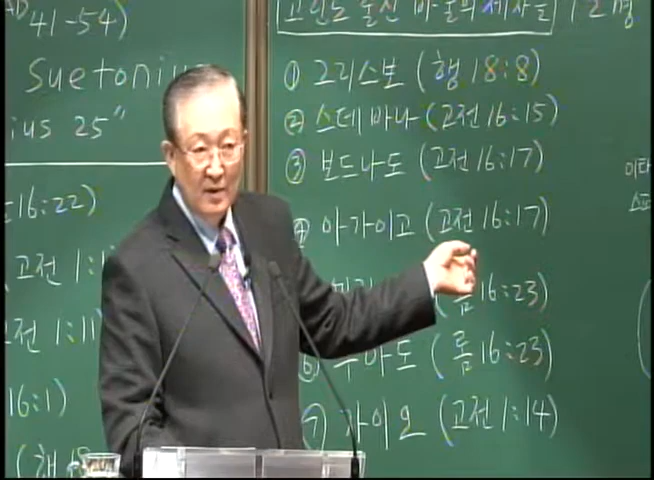 41-54)
Suetonius
ius 25"
16:22)
고린도 출신 바울의 제자들 12명
① 그리스보 (행 18:8)
② 스데바나 (고전 16:15)
③ 보드나도 (고전 16:17)
④ 아가이고 (고전 16:17)
16:23)
⑥ 구아도 (롬 16:23)
⑦ 가이오 (고전 1:14)
고전 1:1
고전 1:11
16:1)
(행 18